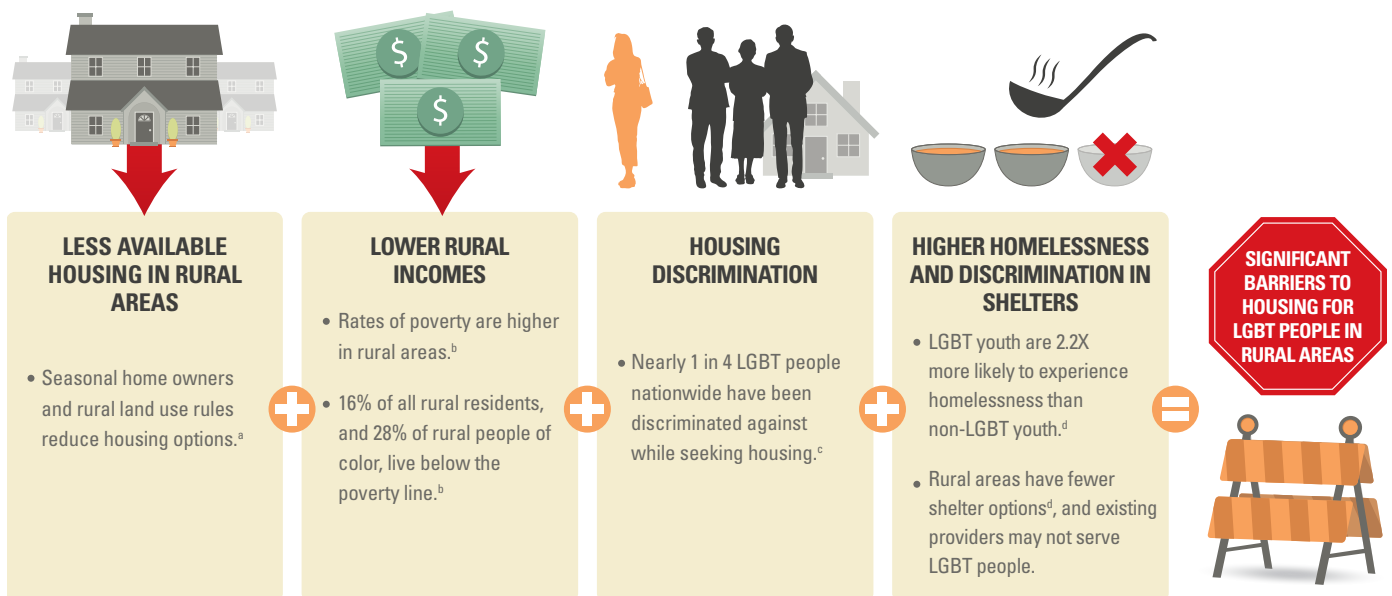 $ $
$
LESS AVAILABLE
HOUSING IN RURAL
AREAS
• Seasonal home owners
and rural land use rules
reduce housing options.ᵃ
LOWER RURAL
INCOMES
• Rates of poverty are higher
in rural areas.ᵇ
• 16% of all rural residents,
and 28% of rural people of
color, live below the
poverty line.ᵇ
HOUSING
DISCRIMINATION
• Nearly 1 in 4 LGBT people
nationwide have been
discriminated against
while seeking housing.ᶜ
HIGHER HOMELESSNESS
AND DISCRIMINATION IN
SHELTERS
• LGBT youth are 2.2X
more likely to experience
homelessness than
non-LGBT youth.ᵈ
• Rural areas have fewer
shelter optionsᵈ, and existing
providers may not serve
LGBT people.
SIGNIFICANT
BARRIERS TO
HOUSING FOR
LGBT PEOPLE IN
RURAL AREAS